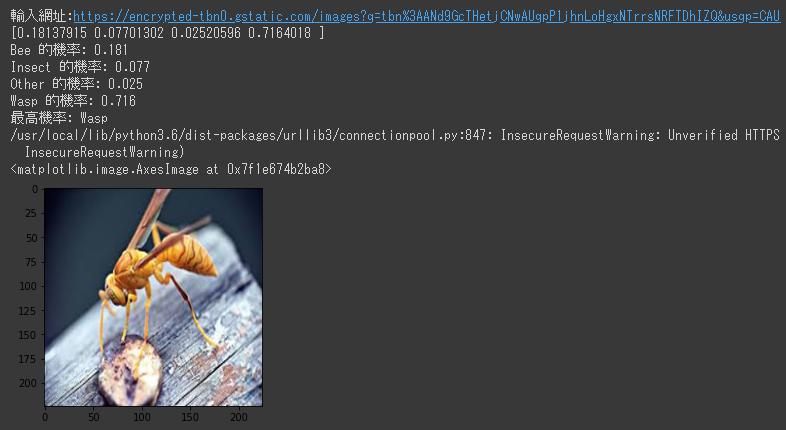 輸入網址:https://encrypted-tbn0.gstatic.com/images?q=tbn%3AANd9GcTHetjCNwAUqpP1jhnLoHgxNTrrsNRFTDhIZQ&usqp=CAU
[0.18137915 0.07701302 0.02520596 0.7164018 ]
Bee 的機率: 0.181
Insect 的機率: 0.077
Other 的機率: 0.025
Wasp 的機率: 0.716
最高機率: Wasp
/usr/local/lib/python3.6/dist-packages/urllib3/connectionpool.py:847: InsecureRequestWarning: Unverified HTTPS
InsecureRequestWarning)
<matplotlib.image.AxesImage at 0x7f1e674b2ba8>
0
25
50
75
100
125
150
175
200
0 50 100 150 200